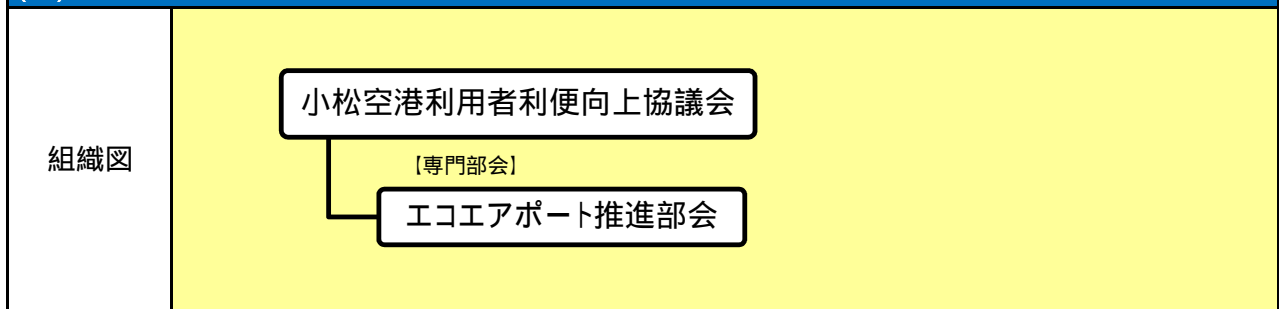 組織図
小松空港利用者利便向上協議会
【専門部会】
エコエアポート推進部会